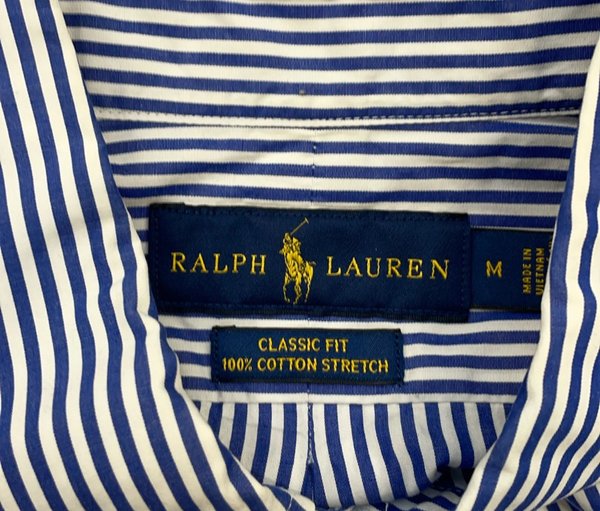 RALPH LAUREN
M
MADE IN
VIETNAM
CLASSIC FIT
100% COTTON STRETCH